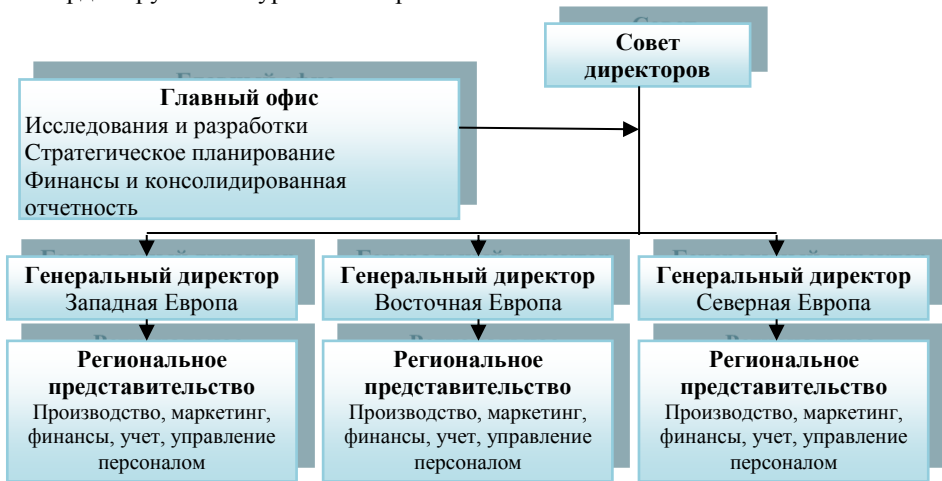 Совет
директоров
Главный офис
Исследования и разработки
Стратегическое планирование
Финансы и консолидированная
отчетность
Генеральный директор
Западная Европа
Генеральный директор
Восточная Европа
Генеральный директор
Северная Европа
Региональное
представительство
Производство, маркетинг,
финансы, учет, управление
персоналом
Региональное
представительство
Производство, маркетинг,
финансы, учет, управление
персоналом
Региональное
представительство
Производство, маркетинг,
финансы, учет, управление
персоналом